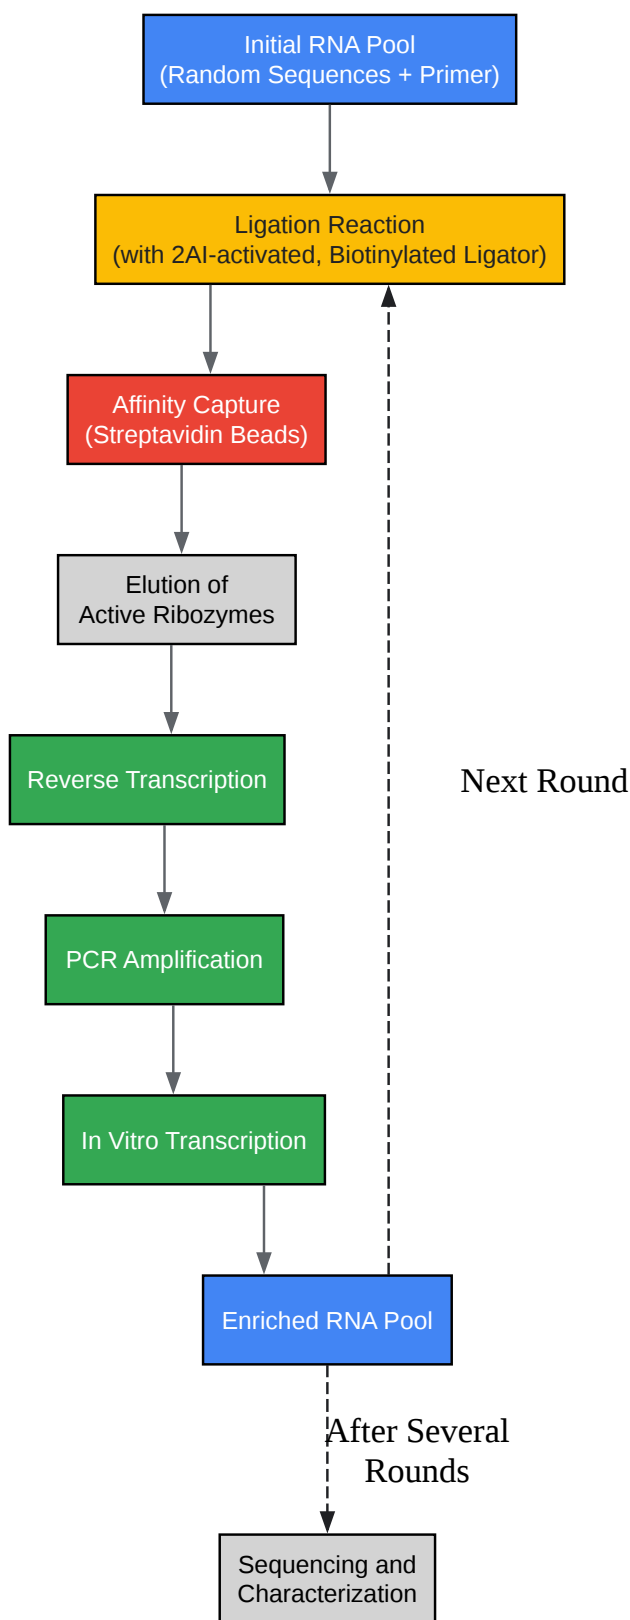 Initial RNA Pool
(Random Sequences + Primer)
Ligation Reaction
(with 2AI-activated, Biotinylated Ligator)
Affinity Capture
(Streptavidin Beads)
Elution of
Active Ribozymes
Reverse Transcription
Next Round
PCR Amplification
In Vitro Transcription
Enriched RNA Pool
After Several
Rounds
Sequencing and
Characterization